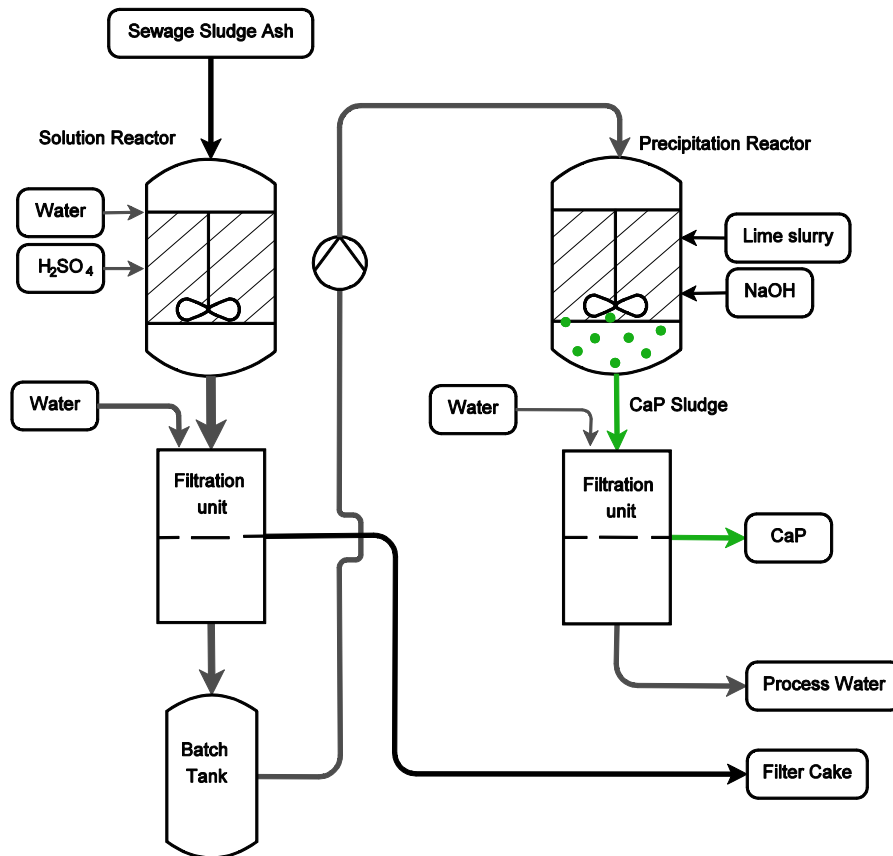 Sewage Sludge Ash
Solution Reactor
Precipitation Reactor
Water
H₂SO₄
Lime slurry
NaOH
Water
Water
CaP Sludge
Filtration
unit
Filtration
unit
CaP
Process Water
Batch
Tank
Filter Cake